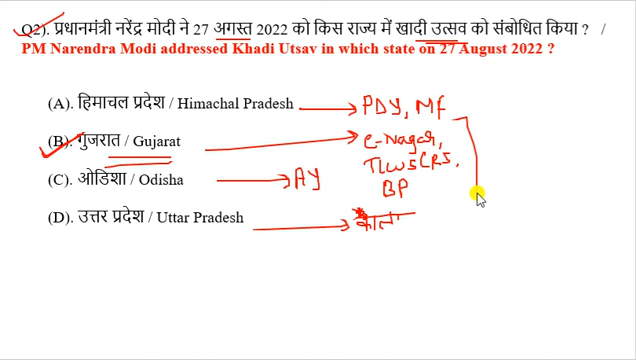 Q2). प्रधानमंत्री नरेंद्र मोदी ने 27 अगस्त 2022 को किस राज्य में खादी उत्सव को संबोधित किया ? /
PM Narendra Modi addressed Khadi Utsav in which state on 27 August 2022 ?
(A). हिमाचल प्रदेश / Himachal Pradesh PDY, MF
(B). गुजरात / Gujarat e-Nagar,
(C). ओडिशा / Odisha AY
BP
(D). उत्तर प्रदेश / Uttar Pradesh